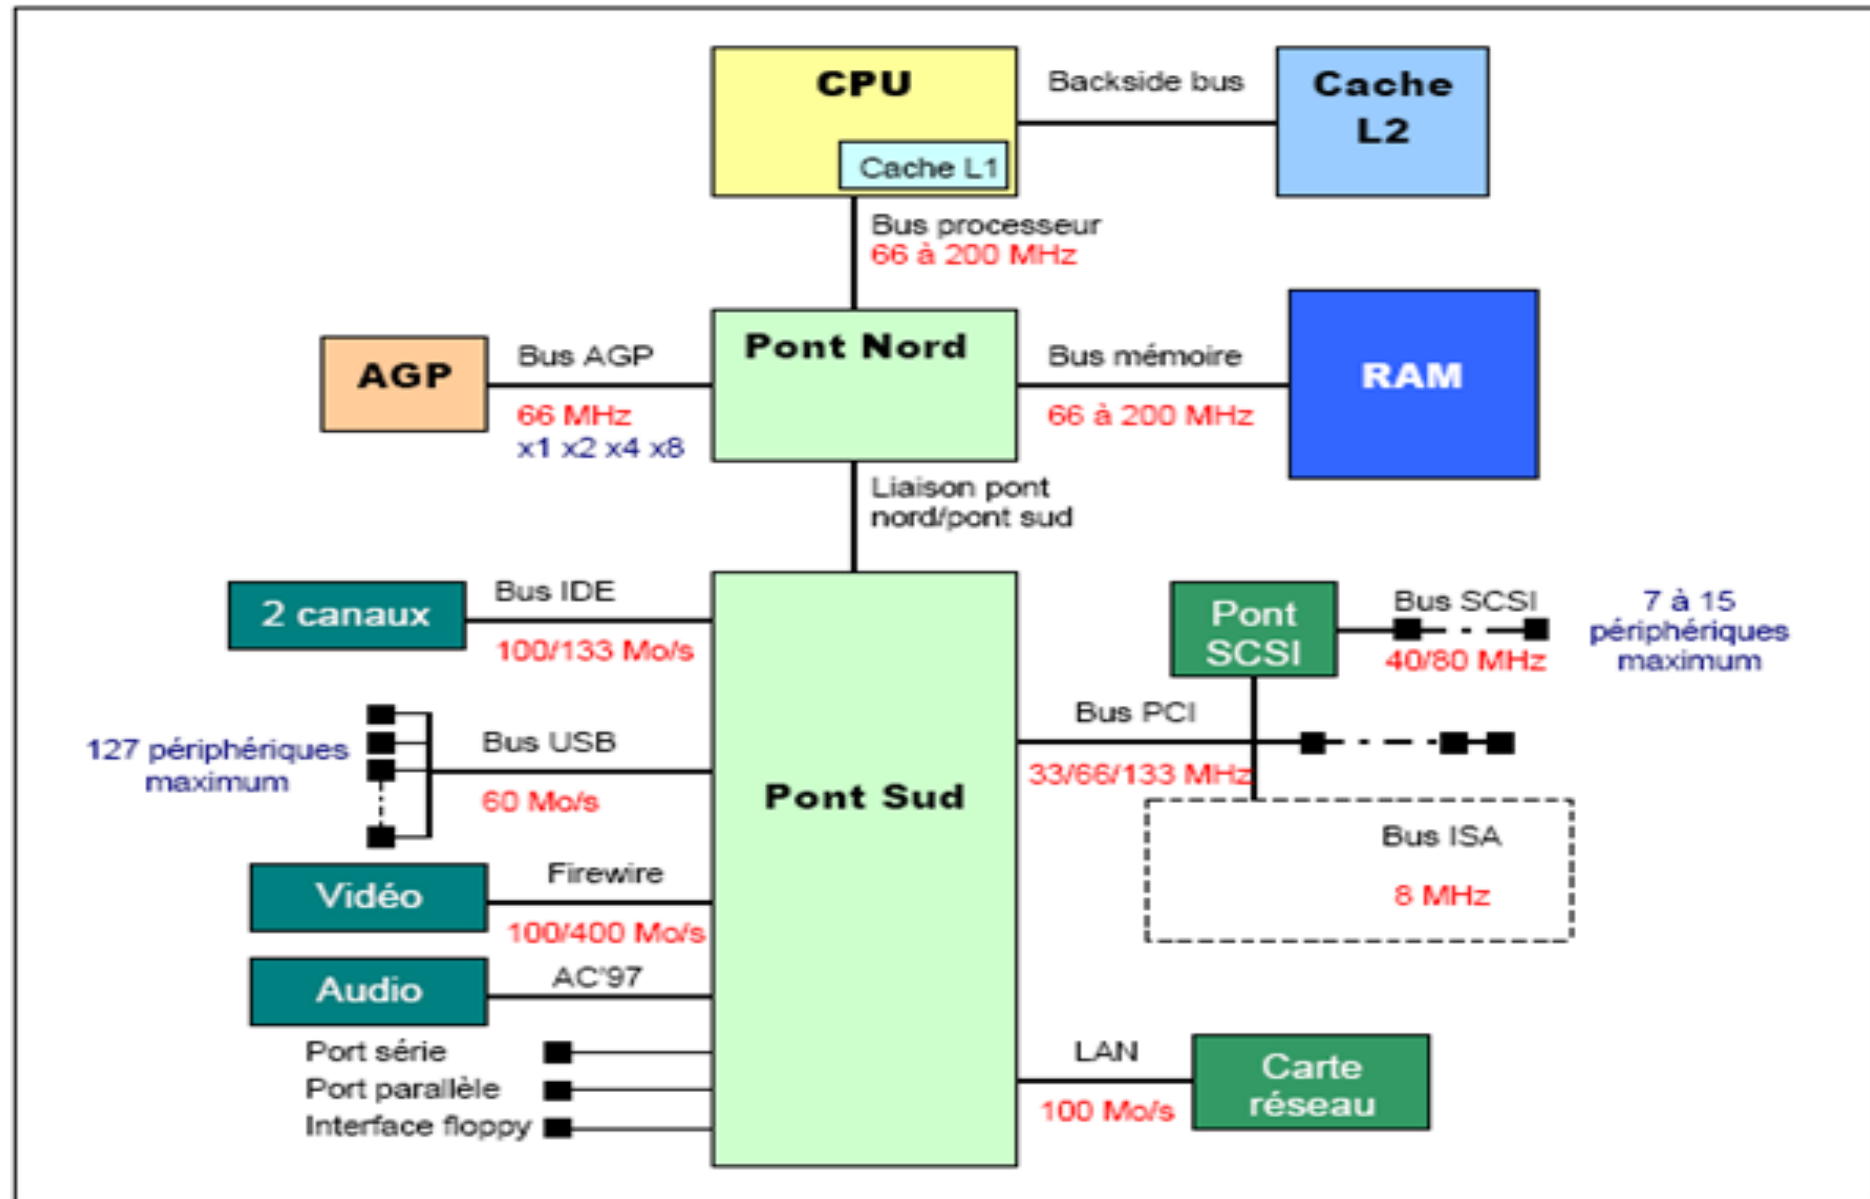 CPU
Backside bus
Cache
L2
Cache L1
Bus processeur
66 à 200 MHz
AGP
Bus AGP
66 MHz
x1 x2 x4 x8
Pont Nord
Bus mémoire
66 à 200 MHz
RAM
Liaison pont
nord/pont sud
2 canaux
Bus IDE
100/133 Mo/s
Pont
SCSI
Bus SCSI
40/80 MHz
7 à 15
périphériques
maximum
127 périphériques
maximum
Bus USB
60 Mo/s
Pont Sud
Bus PCI
33/66/133 MHz
Bus ISA
8 MHz
Vidéo
Firewire
100/400 Mo/s
Audio
AC'97
Port série
Port parallèle
Interface floppy
LAN
100 Mo/s
Carte
réseau